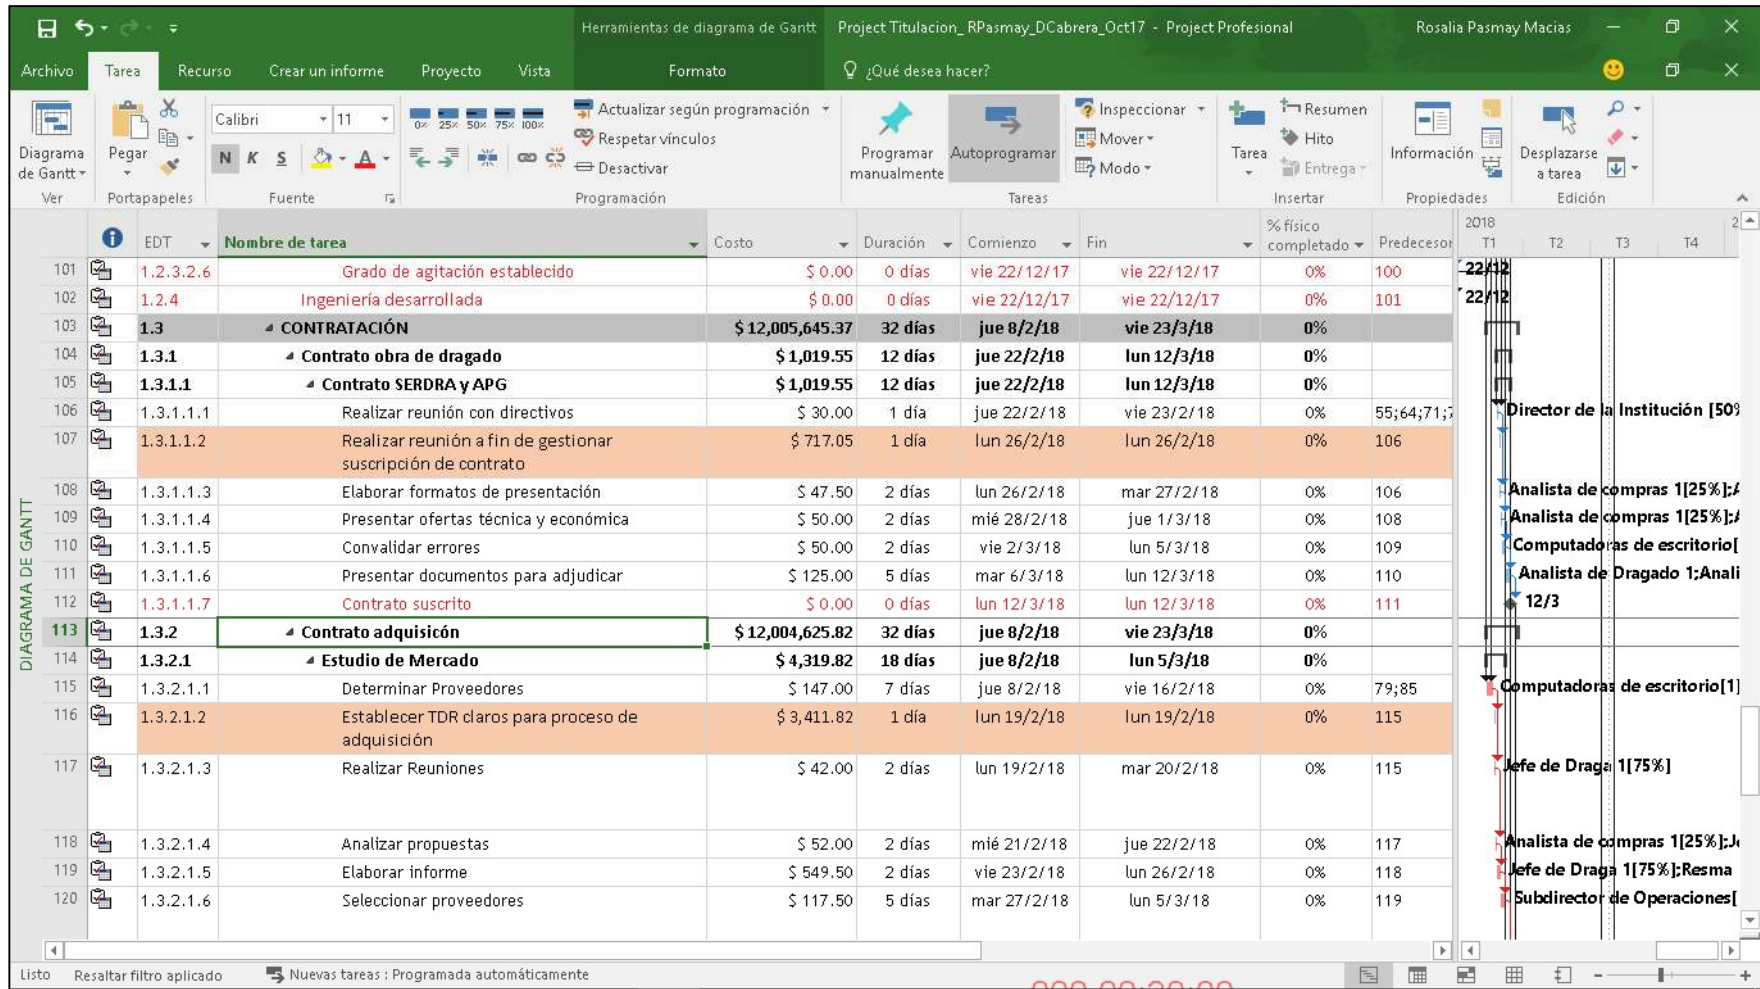 Herramientas de diagrama de Gantt Project Titulacion_ RPasmay_DCabrera_Oct17 - Project Profesional Rosalia Pasmay Macias
Archivo Tarea Recurso Crear un informe Proyecto Vista Formato ¿Qué desea hacer?
Diagrama de Gantt
Ver
Pegar
Portapapeles
Calibri 11
N K S A
Fuente
0% 25% 50% 75% 100%
Actualizar según programación
Respetar vínculos
Desactivar
Programación
Programar manualmente
Autoprogramar
Inspeccionar
Mover
Modo
Tareas
Tarea
Resumen
Hito
Entrega
Insertar
Información
Propiedades
Desplazarse a tarea
Edición
EDT Nombre de tarea Costo Duración Comienzo Fin % físico completado Predecesor 2018 T1 T2 T3 T4 2
101 1.2.3.2.6 Grado de agitación establecido $ 0.00 0 días vie 22/12/17 vie 22/12/17 0% 100 22/12
102 1.2.4 Ingeniería desarrollada $ 0.00 0 días vie 22/12/17 vie 22/12/17 0% 101 22/12
103 1.3 CONTRATACIÓN $ 12,005,645.37 32 días jue 8/2/18 vie 23/3/18 0%
104 1.3.1 Contrato obra de dragado $ 1,019.55 12 días jue 22/2/18 lun 12/3/18 0%
105 1.3.1.1 Contrato SERDRA y APG $ 1,019.55 12 días jue 22/2/18 lun 12/3/18 0%
106 1.3.1.1.1 Realizar reunión con directivos $ 30.00 1 día jue 22/2/18 vie 23/2/18 0% 55;64;71;7 Director de la Institución [50%
107 1.3.1.1.2 Realizar reunión a fin de gestionar suscripción de contrato $ 717.05 1 día lun 26/2/18 lun 26/2/18 0% 106
108 1.3.1.1.3 Elaborar formatos de presentación $ 47.50 2 días lun 26/2/18 mar 27/2/18 0% 106 Analista de compras 1[25%];A
109 1.3.1.1.4 Presentar ofertas técnica y económica $ 50.00 2 días mié 28/2/18 jue 1/3/18 0% 108 Analista de compras 1[25%];A
110 1.3.1.1.5 Convalidar errores $ 50.00 2 días vie 2/3/18 lun 5/3/18 0% 109 Computadoras de escritorio[
111 1.3.1.1.6 Presentar documentos para adjudicar $ 125.00 5 días mar 6/3/18 lun 12/3/18 0% 110 Analista de Dragado 1;Anali
112 1.3.1.1.7 Contrato suscrito $ 0.00 0 días lun 12/3/18 lun 12/3/18 0% 111 12/3
113 1.3.2 Contrato adquisicón $ 12,004,625.82 32 días jue 8/2/18 vie 23/3/18 0%
114 1.3.2.1 Estudio de Mercado $ 4,319.82 18 días jue 8/2/18 lun 5/3/18 0%
115 1.3.2.1.1 Determinar Proveedores $ 147.00 7 días jue 8/2/18 vie 16/2/18 0% 79;85 Computadoras de escritorio[1]
116 1.3.2.1.2 Establecer TDR claros para proceso de adquisición $ 3,411.82 1 día lun 19/2/18 lun 19/2/18 0% 115
117 1.3.2.1.3 Realizar Reuniones $ 42.00 2 días lun 19/2/18 mar 20/2/18 0% 115 Jefe de Draga 1[75%]
118 1.3.2.1.4 Analizar propuestas $ 52.00 2 días mié 21/2/18 jue 22/2/18 0% 117 Analista de compras 1[25%];Je
119 1.3.2.1.5 Elaborar informe $ 549.50 2 días vie 23/2/18 lun 26/2/18 0% 118 Jefe de Draga 1[75%];Resma
120 1.3.2.1.6 Seleccionar proveedores $ 117.50 5 días mar 27/2/18 lun 5/3/18 0% 119 Subdirector de Operaciones[
DIAGRAMA DE GANTT
Listo Resaltar filtro aplicado Nuevas tareas : Programada automáticamente